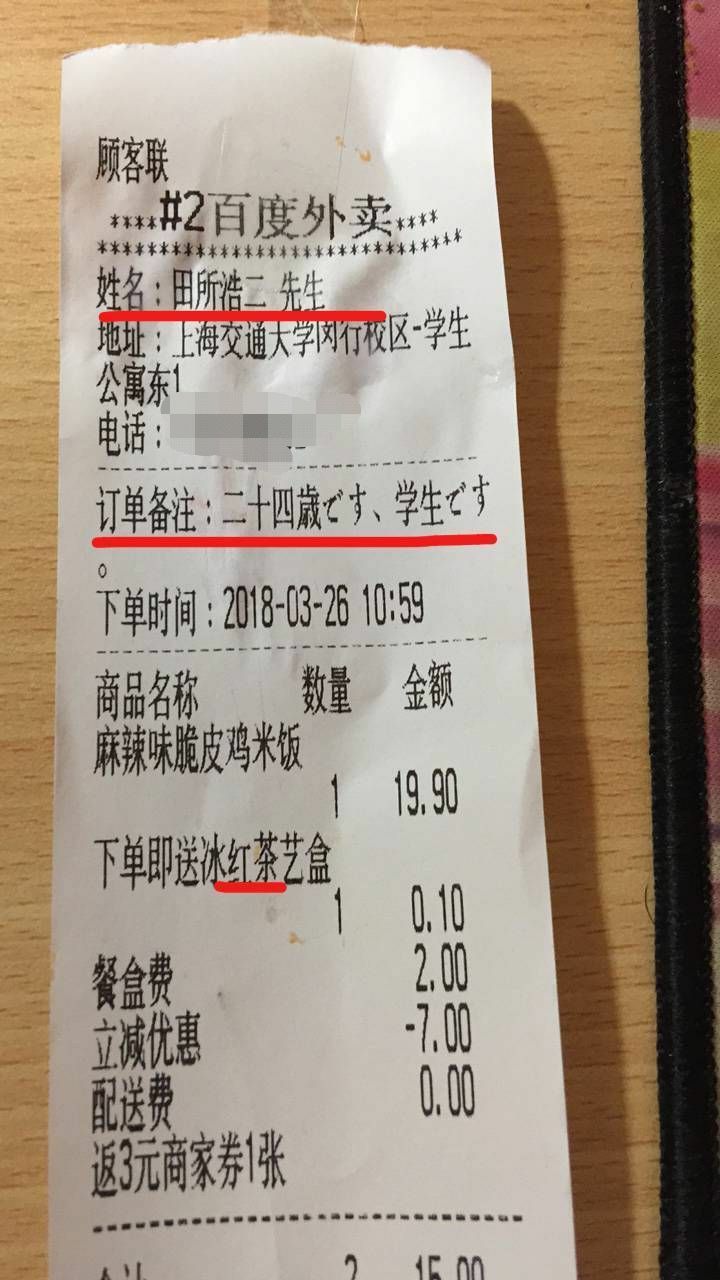 顾客联
****#2百度外卖****
********************************
姓名：田所浩二 先生
地址：上海交通大学闵行校区-学生
公寓东1
电话：
订单备注：二十四歳です、学生です
。
下单时间：2018-03-26 10:59
商品名称 数量 金额
麻辣味脆皮鸡米饭
1 19.90
下单即送冰红茶艺盒
1 0.10
餐盒费 2.00
立减优惠 -7.00
配送费 0.00
返3元商家券1张
合计 2 15.00